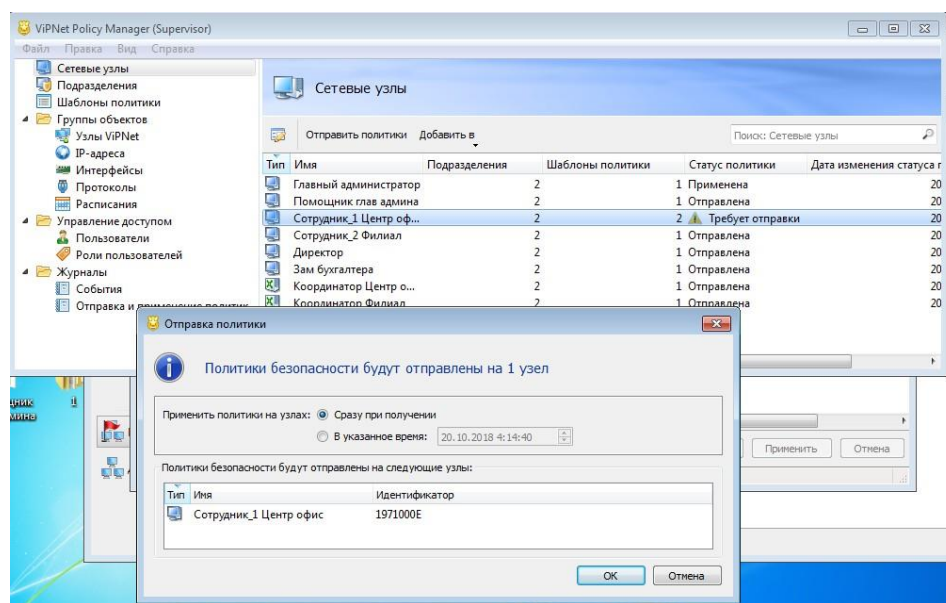 ViPNet Policy Manager (Supervisor)
Файл Правка Вид Справка
Сетевые узлы
Подразделения
Шаблоны политики
Группы объектов
Узлы ViPNet
IP-адреса
Интерфейсы
Протоколы
Расписания
Управление доступом
Пользователи
Роли пользователей
Журналы
События
Отправка и применение политик
Сетевые узлы
Отправить политики Добавить в Поиск: Сетевые узлы
Тип Имя Подразделения Шаблоны политики Статус политики Дата изменения статуса п
Главный администратор 2 1 Применена 20
Помощник глав админа 2 1 Отправлена 20
Сотрудник_1 Центр оф... 2 2 Требует отправки 20
Сотрудник_2 Филиал 2 1 Отправлена 20
Директор 2 1 Отправлена 20
Зам бухгалтера 2 1 Отправлена 20
Координатор Центр о... 2 1 Отправлена 20
Координатор Филиал 2 1 Отправлена 20
Отправка политики
Политики безопасности будут отправлены на 1 узел
Применить политики на узлах: Сразу при получении
В указанное время: 20.10.2018 4:14:40
Политики безопасности будут отправлены на следующие узлы:
Тип Имя Идентификатор
Сотрудник_1 Центр офис 1971000E
OK Отмена
Применить Отмена